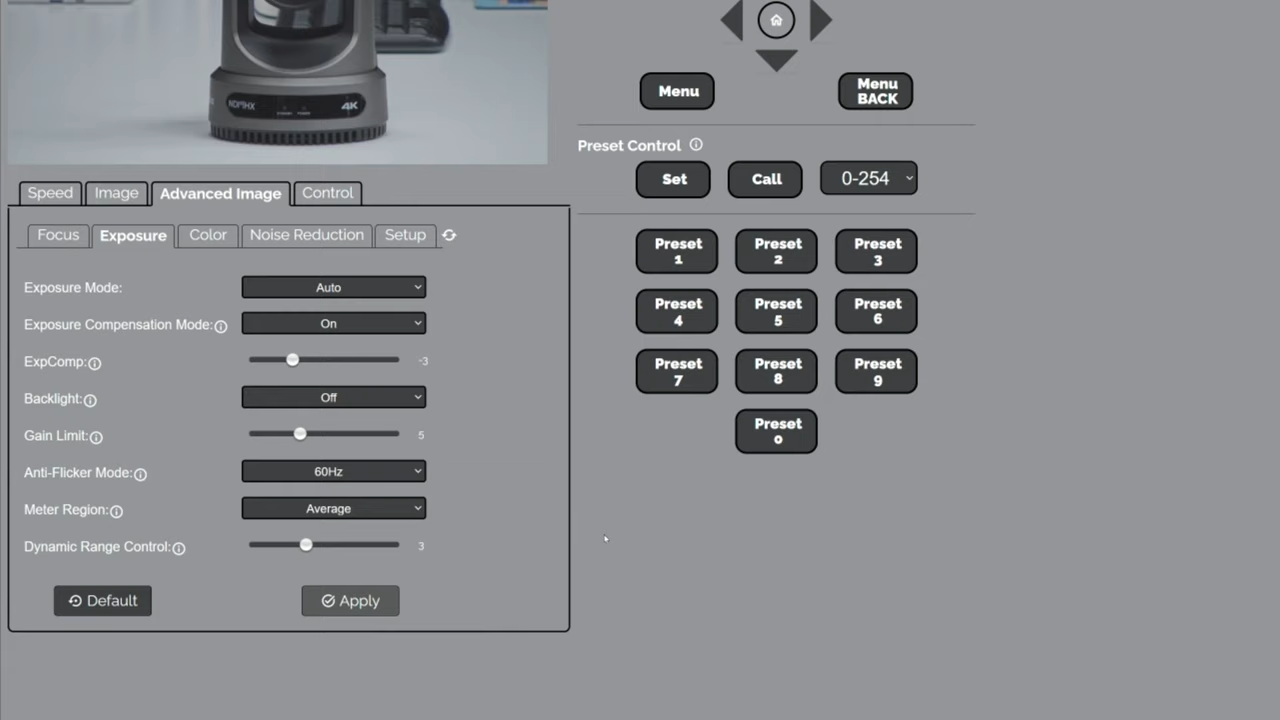 4K
Menu
Menu
BACK
Preset Control
Set
Call
0-254
Speed
Image
Advanced Image
Control
Focus
Exposure
Color
Noise Reduction
Setup
Exposure Mode:
Auto
Exposure Compensation Mode:
On
ExpComp:
-3
Backlight:
Off
Gain Limit:
5
Anti-Flicker Mode:
60Hz
Meter Region:
Average
Dynamic Range Control:
3
Default
Apply
Preset
1
Preset
2
Preset
3
Preset
4
Preset
5
Preset
6
Preset
7
Preset
8
Preset
9
Preset
0